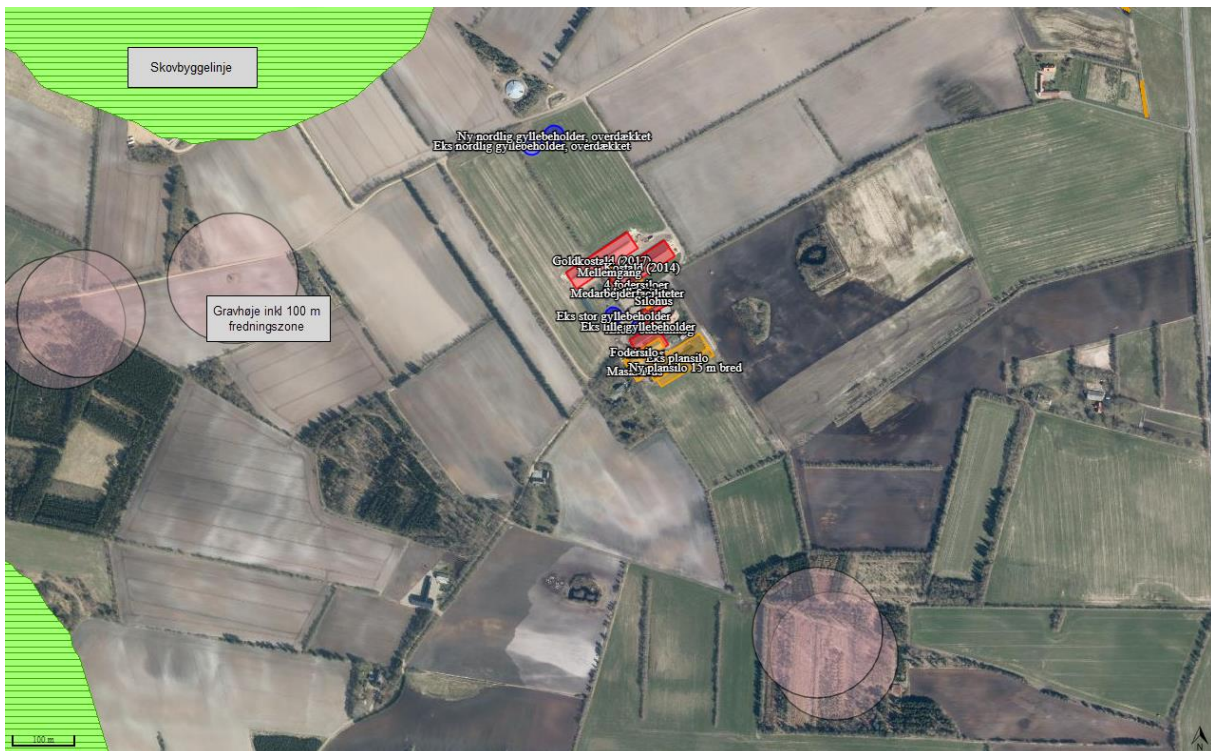 Skovbyggelinje
Ny nordlig gyllebeholder, overdækket
Eks nordlig gyllebeholder, overdækket
Goldkostald (2017)
Kostald (2014)
Mellemgang
4 fodersiloer
Medarbejderfaciliteter
Silohus
Gravhøje inkl 100 m
fredningszone
Eks stor gyllebeholder
Eks lille gyllebeholder
Fodersilo
Eks plansilo
Ny plansilo 15 m bred
100 m
N